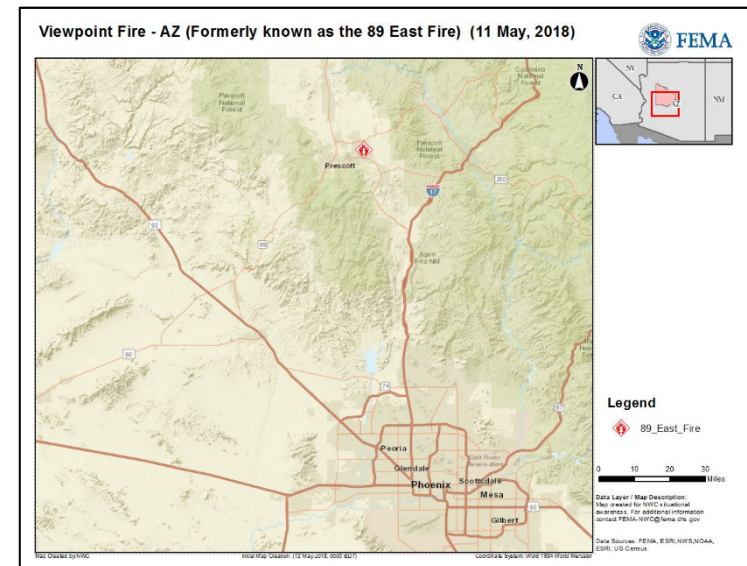 Viewpoint Fire - AZ (Formerly known as the 89 East Fire) (11 May, 2018)
FEMA
N
NV
CA
AZ
NM
Coconino
National
Forest
Prescott
National
Forest
Prescott
National
Forest
Prescott
260
17
93
89
Agua
Fria NM
60
74
87
Peoria
Salt River
Reservation
Glendale
Scottsdale
Phoenix
Mesa
60
Gilbert
Legend
89_East_Fire
0 10 20 30
Miles
Data Layer / Map Description:
Map created for NWC situational
awareness. For additional information
contact FEMA-NWC@fema.dhs.gov
Data Sources: FEMA, ESRI,NWS,NOAA,
ESRI, US Census
Map Created by:NWC
Initial Map Creation: (12 May 2018, 0000 EDT)
Coordinate System: WGS 1984 World Mercator